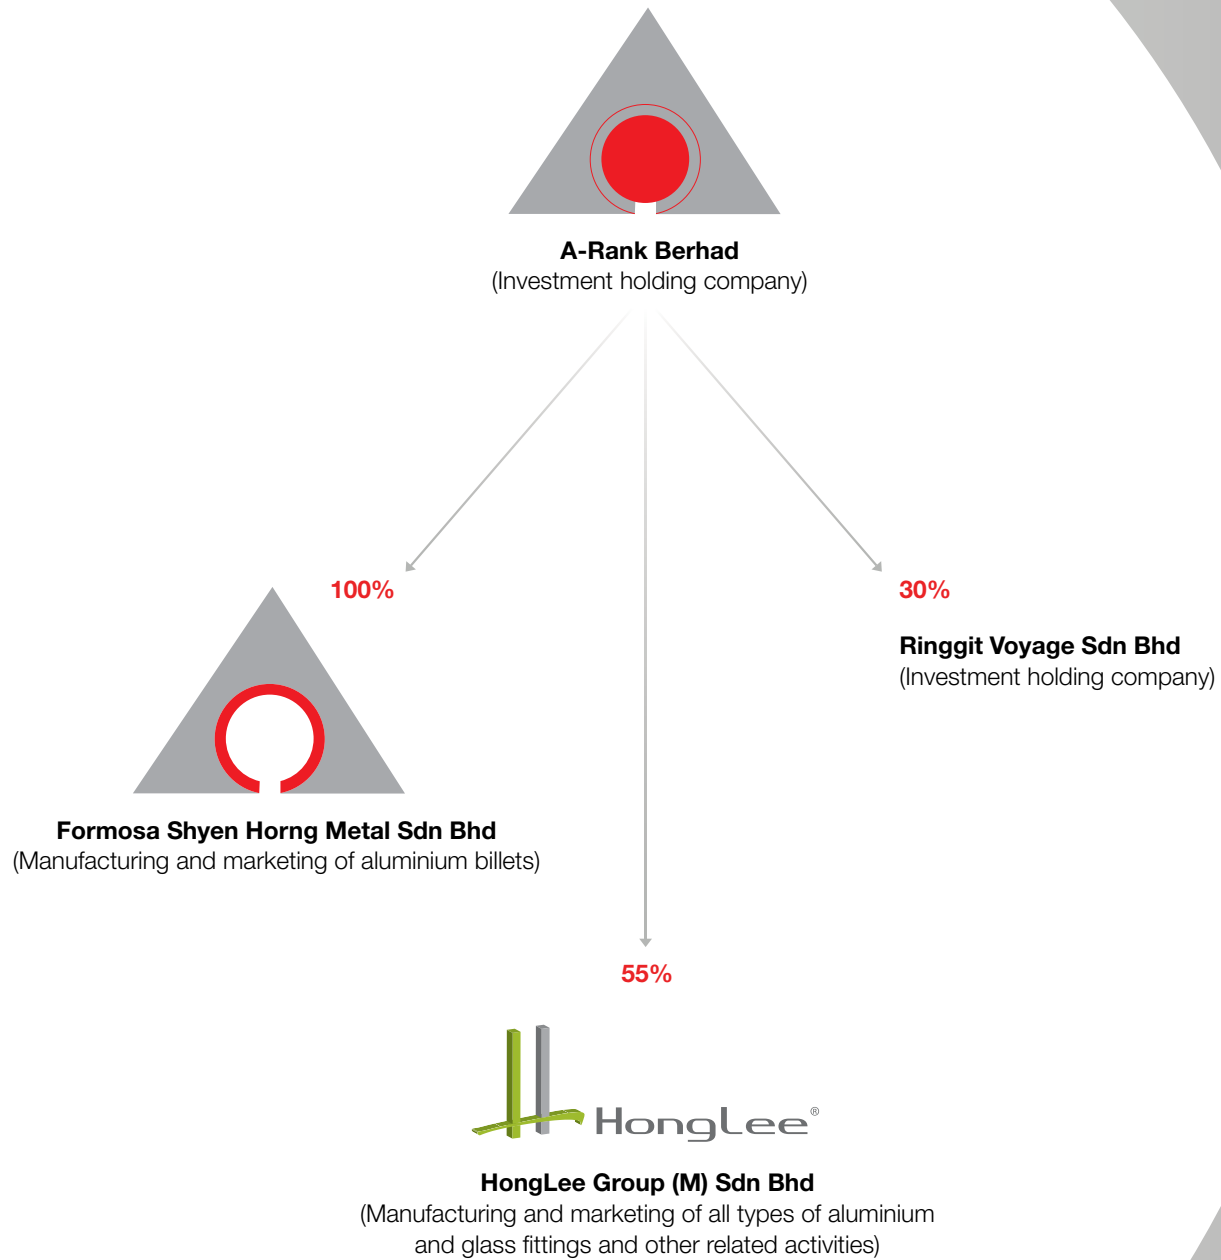 A-Rank Berhad
(Investment holding company)
100%
30%
Ringgit Voyage Sdn Bhd
(Investment holding company)
Formosa Shyen Horng Metal Sdn Bhd
(Manufacturing and marketing of aluminium billets)
55%
HongLee®
HongLee Group (M) Sdn Bhd
(Manufacturing and marketing of all types of aluminium
and glass fittings and other related activities)